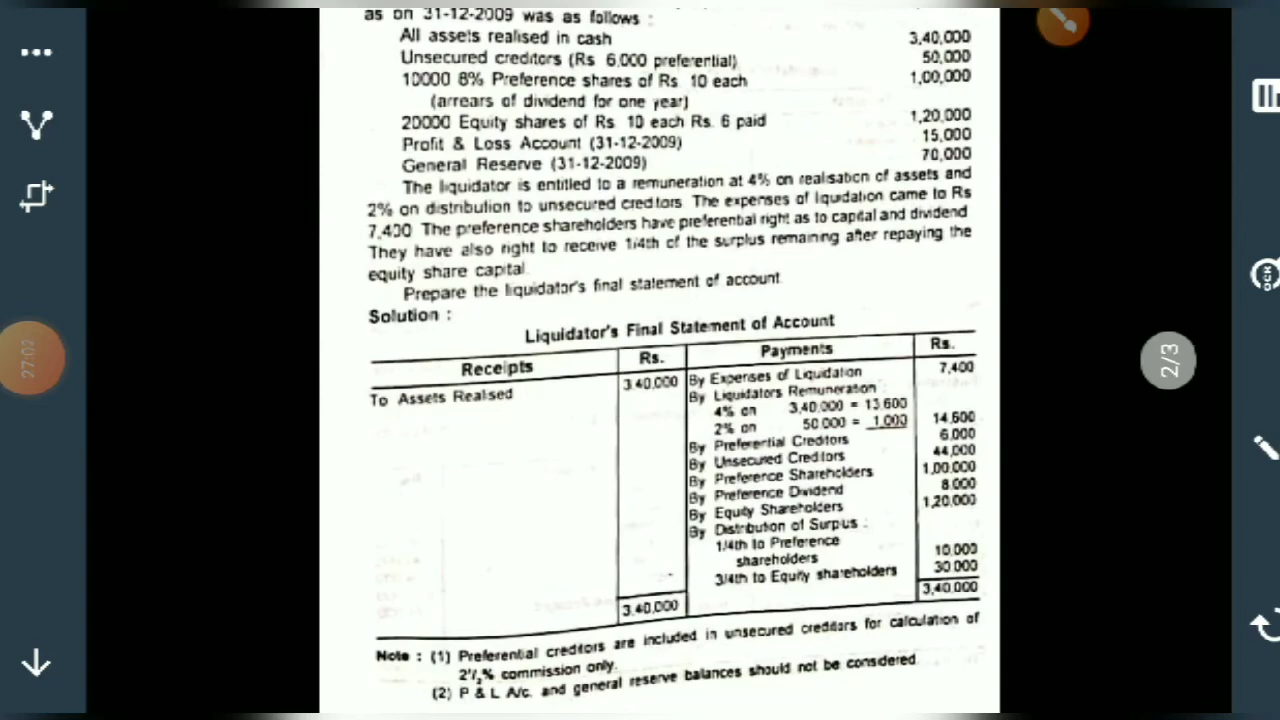 as on 31-12-2009 was as follows :
All assets realised in cash 3,40,000
Unsecured creditors (Rs 6,000 preferential) 50,000
10000 8% Preference shares of Rs. 10 each 1,00,000
(arrears of dividend for one year)
20000 Equity shares of Rs. 10 each Rs. 6 paid 1,20,000
Profit & Loss Account (31-12-2009) 15,000
General Reserve (31-12-2009) 70,000
The liquidator is entitled to a remuneration at 4% on realisation of assets and
2% on distribution to unsecured creditors. The expenses of liquidation came to Rs
7,400. The preference shareholders have preferential right as to capital and dividend
They have also right to receive 1/4th of the surplus remaining after repaying the
equity share capital.
Prepare the liquidator's final statement of account
Solution :
Liquidator's Final Statement of Account
Receipts Rs. Payments Rs.
To Assets Realised 3,40,000 By Expenses of Liquidation 7,400
By Liquidators Remuneration :
4% on 3,40,000 = 13,600
2% on 50,000 = 1,000 14,600
By Preferential Creditors 6,000
By Unsecured Creditors 44,000
By Preference Shareholders 1,00,000
By Preference Dividend 8,000
By Equity Shareholders 1,20,000
By Distribution of Surplus :
1/4th to Preference
shareholders 10,000
3/4th to Equity shareholders 30,000
3,40,000 3,40,000
Note : (1) Preferential creditors are included in unsecured creditors for calculation of
commission only.
(2) P & L A/c. and general reserve balances should not be considered.
27:02
2/3
OCR